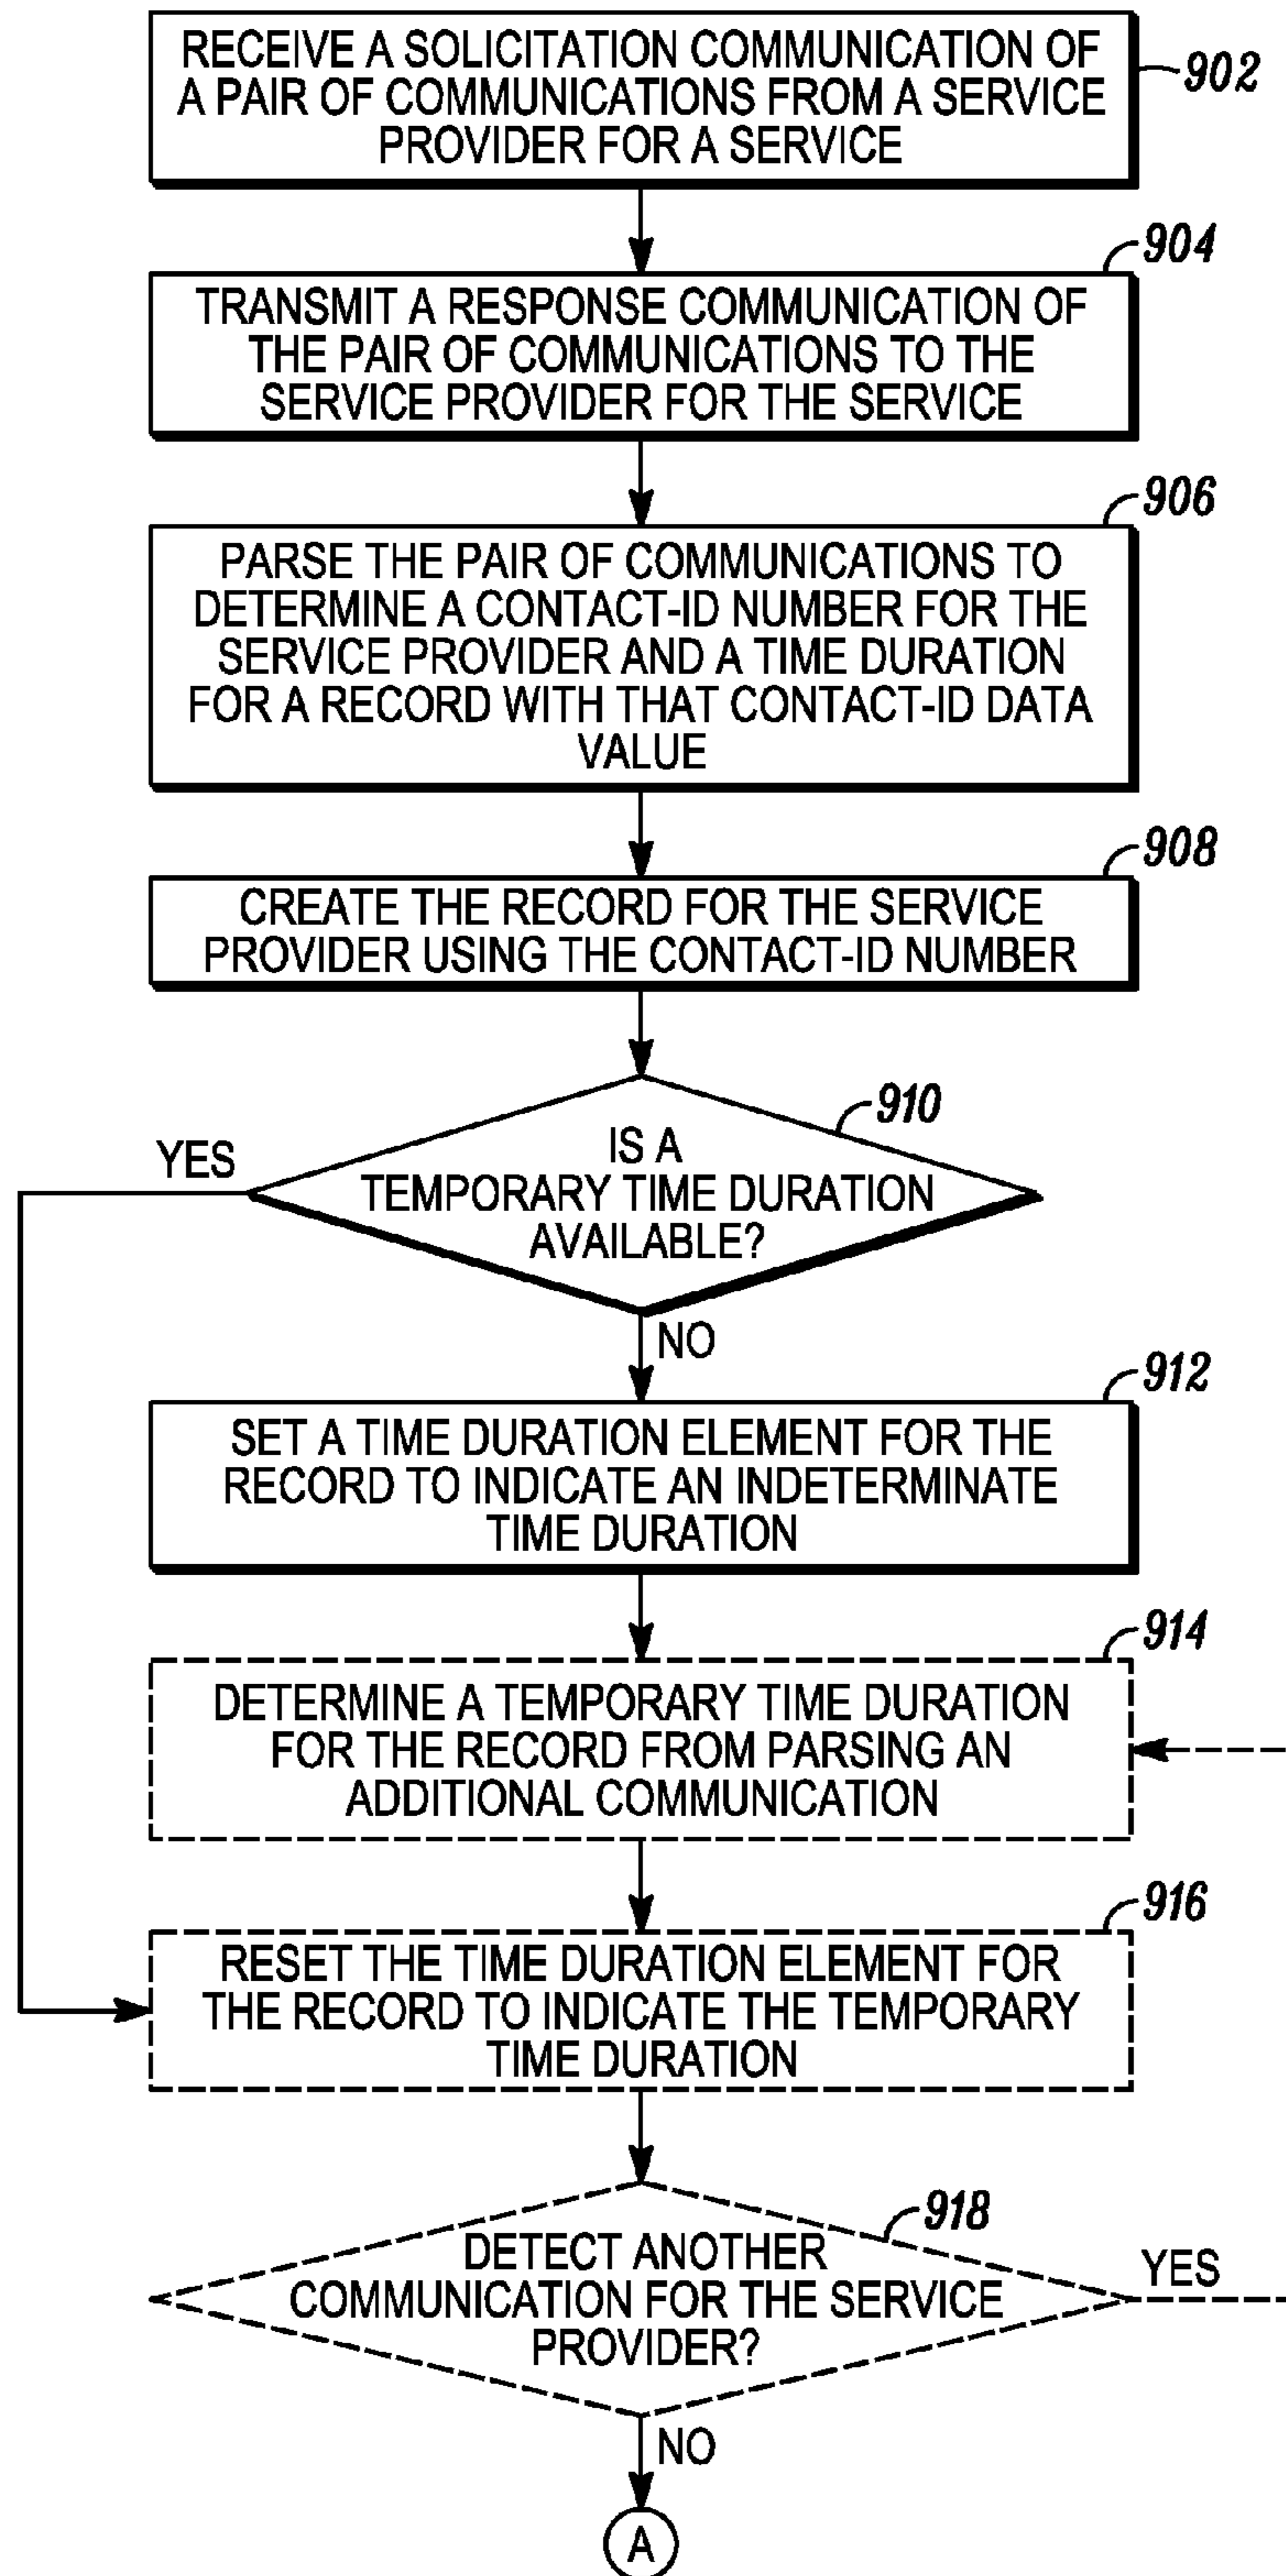 RECEIVE A SOLICITATION COMMUNICATION OF
A PAIR OF COMMUNICATIONS FROM A SERVICE
PROVIDER FOR A SERVICE
902
904
TRANSMIT A RESPONSE COMMUNICATION OF
THE PAIR OF COMMUNICATIONS TO THE
SERVICE PROVIDER FOR THE SERVICE
906
PARSE THE PAIR OF COMMUNICATIONS TO
DETERMINE A CONTACT-ID NUMBER FOR THE
SERVICE PROVIDER AND A TIME DURATION
FOR A RECORD WITH THAT CONTACT-ID DATA
VALUE
908
CREATE THE RECORD FOR THE SERVICE
PROVIDER USING THE CONTACT-ID NUMBER
910
YES
IS A
TEMPORARY TIME DURATION
AVAILABLE?
NO
912
SET A TIME DURATION ELEMENT FOR THE
RECORD TO INDICATE AN INDETERMINATE
TIME DURATION
914
DETERMINE A TEMPORARY TIME DURATION
FOR THE RECORD FROM PARSING AN
ADDITIONAL COMMUNICATION
916
RESET THE TIME DURATION ELEMENT FOR
THE RECORD TO INDICATE THE TEMPORARY
TIME DURATION
918
DETECT ANOTHER
COMMUNICATION FOR THE SERVICE
PROVIDER?
YES
NO
A